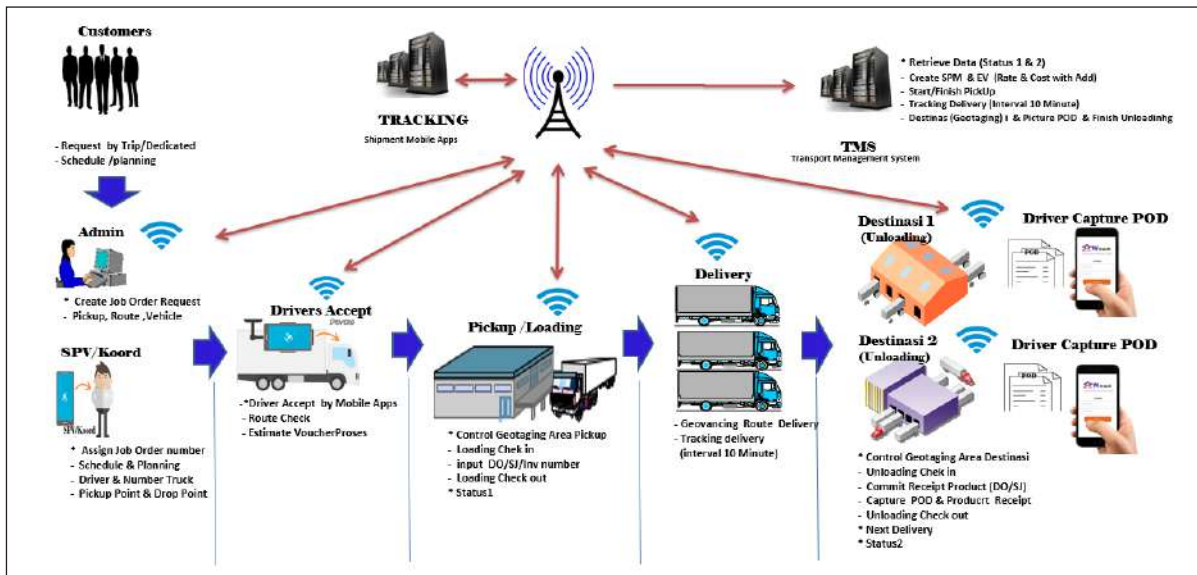 Customers
- Request by Trip/Dedicated
- Schedule /planning
TRACKING
Shipment Mobile Apps
* Retrieve Data (Status 1 & 2)
- Create SPM & EV (Rate & Cost with Add)
- Start/Finish PickUp
- Tracking Delivery (Interval 10 Minute)
- Destinas (Geotaging) I & Picture POD & Finish Unloadinhg
TMS
Transport Management System
Admin
* Create Job Order Request
- Pickup, Route ,Vehicle
SPV/Koord
SPV/Koord
* Assign Job Order number
- Schedule & Planning
- Driver & Number Truck
- Pickup Point & Drop Point
Drivers Accept
-*Driver Accept by Mobile Apps
- Route Check
- Estimate VoucherProses
Pickup /Loading
* Control Geotaging Area Pickup
- Loading Chek in
- input DO/SJ/Inv number
- Loading Check out
* Status1
Delivery
- Geovancing Route Delivery
- Tracking delivery
(interval 10 Minute)
Destinasi 1
(Unloading)
Driver Capture POD
POD
Destinasi 2
(Unloading)
Driver Capture POD
POD
* Control Geotaging Area Destinasi
- Unloading Chek in
- Commit Receipt Product (DO/SJ)
- Capture POD & Producrt Receipt
- Unloading Check out
* Next Delivery
* Status2